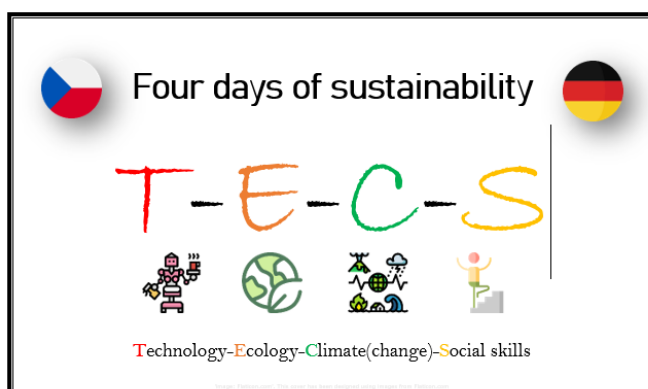 Four days of sustainability
T-E-C-S
Technology-Ecology-Climate(change)-Social skills